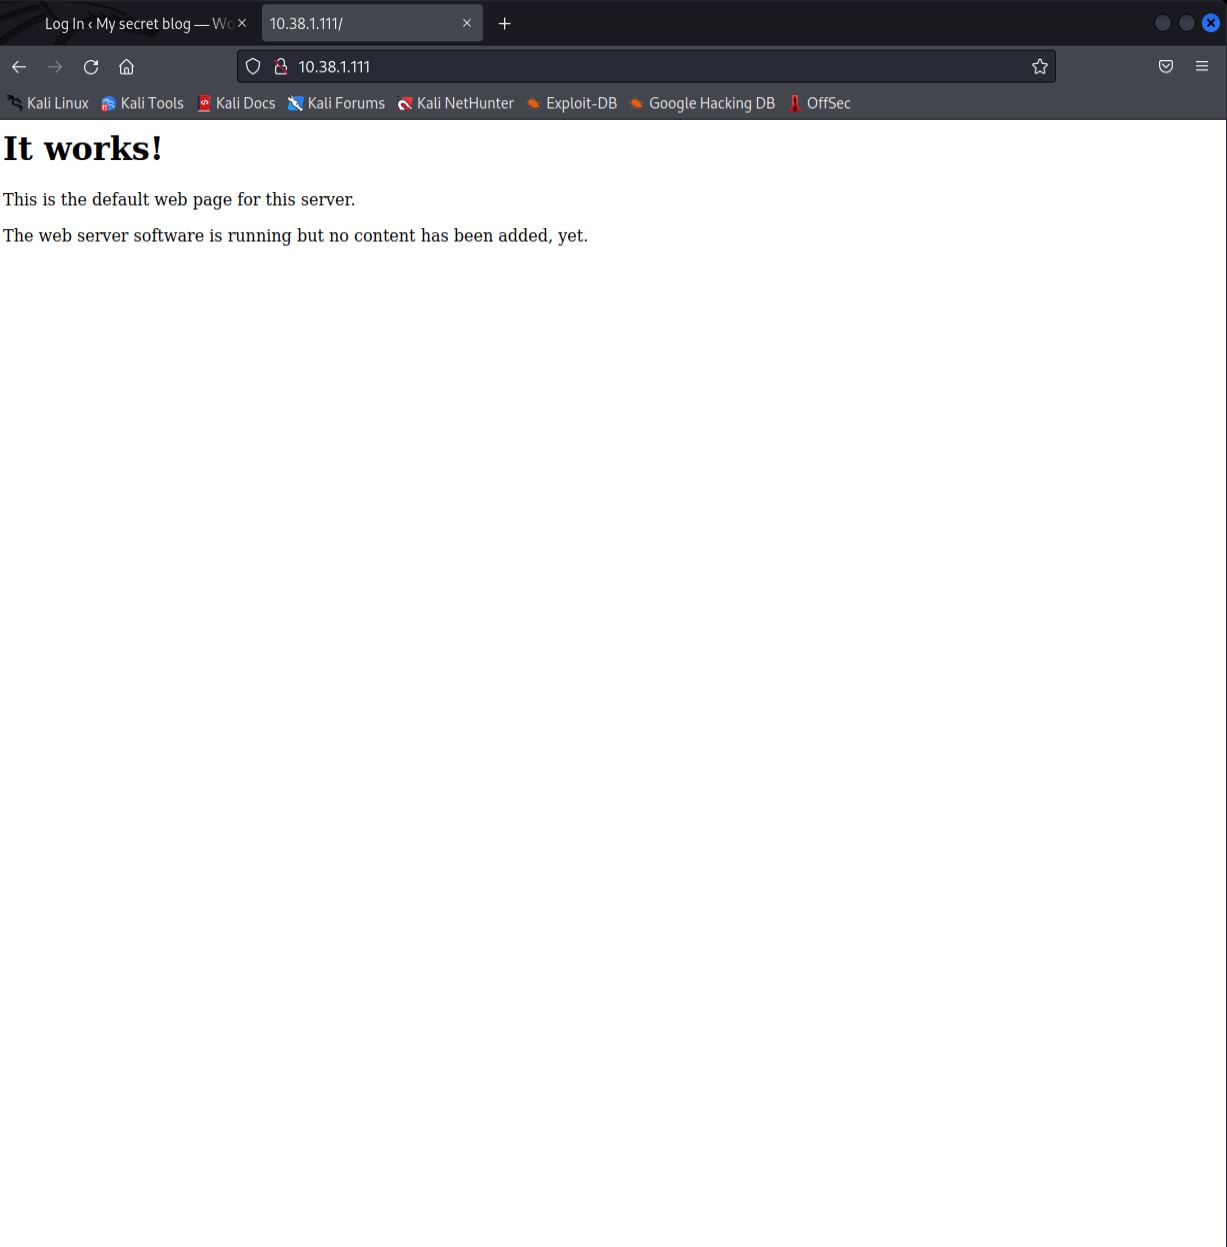 Log In ‹ My secret blog — Wo
10.38.1.111/
10.38.1.111
Kali Linux Kali Tools Kali Docs Kali Forums Kali NetHunter Exploit-DB Google Hacking DB OffSec
It works!
This is the default web page for this server.
The web server software is running but no content has been added, yet.